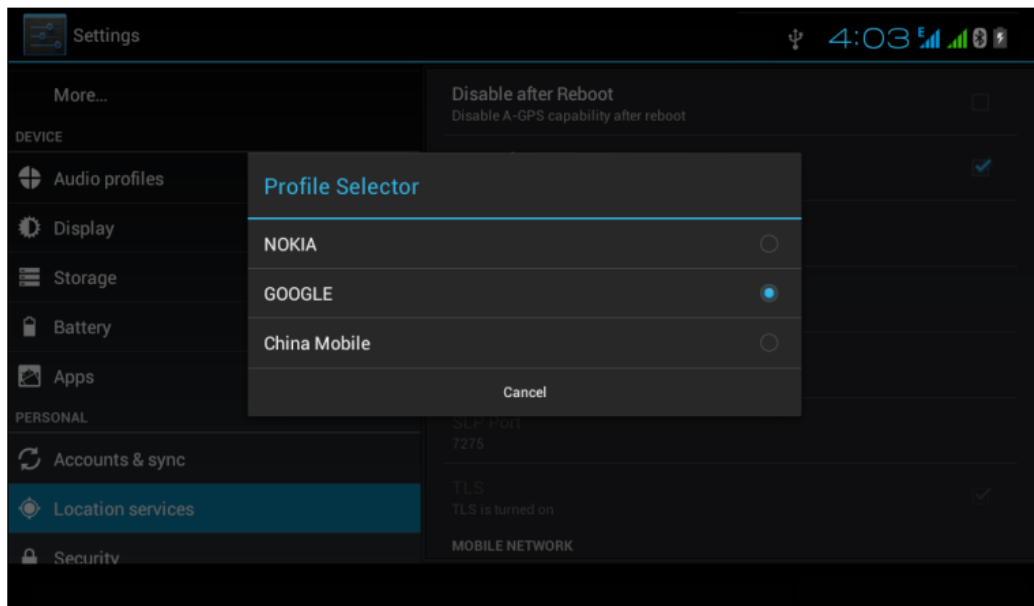 Settings
4:03
E
More...
DEVICE
Audio profiles
Display
Storage
Battery
Apps
PERSONAL
Accounts & sync
Location services
Security
Disable after Reboot
Disable A-GPS capability after reboot
Profile Selector
NOKIA
GOOGLE
China Mobile
Cancel
SLP Port
7275
TLS
TLS is turned on
MOBILE NETWORK